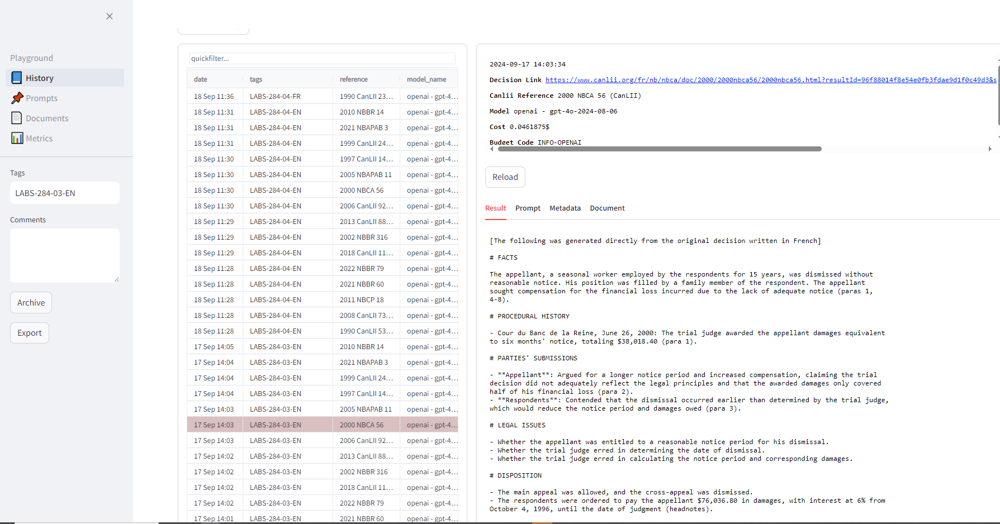 Playground
History
Prompts
Documents
Metrics
Tags
LABS-284-03-EN
Comments
Archive
Export
quickfilter...
date tags reference model_name
18 Sep 11:36 LABS-284-04-FR 1990 CanLII 23... openai - gpt-4...
18 Sep 11:31 LABS-284-04-EN 2010 NBBR 14 openai - gpt-4...
18 Sep 11:31 LABS-284-04-EN 2021 NBAPAB 3 openai - gpt-4...
18 Sep 11:31 LABS-284-04-EN 1999 CanLII 24... openai - gpt-4...
18 Sep 11:30 LABS-284-04-EN 1997 CanLII 14... openai - gpt-4...
18 Sep 11:30 LABS-284-04-EN 2005 NBAPAB 11 openai - gpt-4...
18 Sep 11:30 LABS-284-04-EN 2000 NBCA 56 openai - gpt-4...
18 Sep 11:30 LABS-284-04-EN 2006 CanLII 92... openai - gpt-4...
18 Sep 11:29 LABS-284-04-EN 2013 CanLII 88... openai - gpt-4...
18 Sep 11:29 LABS-284-04-EN 2002 NBBR 316 openai - gpt-4...
18 Sep 11:29 LABS-284-04-EN 2018 CanLII 11... openai - gpt-4...
18 Sep 11:28 LABS-284-04-EN 2022 NBBR 79 openai - gpt-4...
18 Sep 11:28 LABS-284-04-EN 2021 NBBR 60 openai - gpt-4...
18 Sep 11:28 LABS-284-04-EN 2011 NBCP 18 openai - gpt-4...
18 Sep 11:28 LABS-284-04-EN 2008 CanLII 73... openai - gpt-4...
18 Sep 11:28 LABS-284-04-EN 1990 CanLII 53... openai - gpt-4...
17 Sep 14:05 LABS-284-03-EN 2010 NBBR 14 openai - gpt-4...
17 Sep 14:04 LABS-284-03-EN 2021 NBAPAB 3 openai - gpt-4...
17 Sep 14:04 LABS-284-03-EN 1999 CanLII 24... openai - gpt-4...
17 Sep 14:04 LABS-284-03-EN 1997 CanLII 14... openai - gpt-4...
17 Sep 14:03 LABS-284-03-EN 2005 NBAPAB 11 openai - gpt-4...
17 Sep 14:03 LABS-284-03-EN 2000 NBCA 56 openai - gpt-4...
17 Sep 14:03 LABS-284-03-EN 2006 CanLII 92... openai - gpt-4...
17 Sep 14:02 LABS-284-03-EN 2013 CanLII 88... openai - gpt-4...
17 Sep 14:02 LABS-284-03-EN 2002 NBBR 316 openai - gpt-4...
17 Sep 14:02 LABS-284-03-EN 2018 CanLII 11... openai - gpt-4...
17 Sep 14:02 LABS-284-03-EN 2022 NBBR 79 openai - gpt-4...
17 Sep 14:01 LABS-284-03-EN 2021 NBBR 60 openai - gpt-4...
2024-09-17 14:03:34
Decision Link https://www.canlii.org/fr/nb/nbca/doc/2000/2000nbca56/2000nbca56.html?resultId=96f88014f8e54e0fb3fdae9d1f0c49d3&s
Canlii Reference 2000 NBCA 56 (CanLII)
Model openai - gpt-4o-2024-08-06
Cost 0.0461875$
Budget Code INFO-OPENAI
Reload
Result Prompt Metadata Document
[The following was generated directly from the original decision written in French]
# FACTS
The appellant, a seasonal worker employed by the respondents for 15 years, was dismissed without
reasonable notice. His position was filled by a family member of the respondent. The appellant
sought compensation for the financial loss incurred due to the lack of adequate notice (paras 1,
4-8).
# PROCEDURAL HISTORY
- Cour du Banc de la Reine, June 26, 2000: The trial judge awarded the appellant damages equivalent
to six months' notice, totaling $38,018.40 (para 1).
# PARTIES' SUBMISSIONS
- **Appellant**: Argued for a longer notice period and increased compensation, claiming the trial
decision did not adequately reflect the legal principles and that the awarded damages only covered
half of his financial loss (para 2).
- **Respondents**: Contended that the dismissal occurred earlier than determined by the trial judge,
which would reduce the notice period and damages owed (para 3).
# LEGAL ISSUES
- Whether the appellant was entitled to a reasonable notice period for his dismissal.
- Whether the trial judge erred in determining the date of dismissal.
- Whether the trial judge erred in calculating the notice period and corresponding damages.
# DISPOSITION
- The main appeal was allowed, and the cross-appeal was dismissed.
- The respondents were ordered to pay the appellant $76,036.80 in damages, with interest at 6% from
October 4, 1996, until the date of judgment (headnotes).